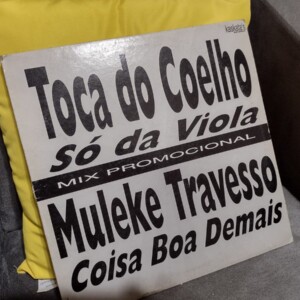 Toca do Coelho
Só da Viola
MIX PROMOCIONAL
Muleke Travesso
Coisa Boa Demais